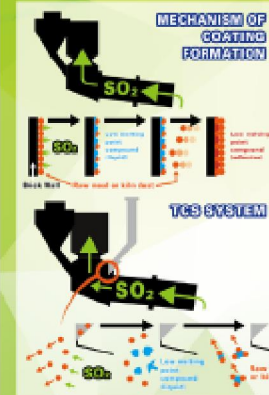 MECHANISM OF
COATING
FORMATION
SO₂
SO₂
Low melting
point
compound
(liquid)
Low melting
point
compound
Brick Wall
Raw meal or kiln dust
TCS SYSTEM
SO₂
SO₂
Low melting
point
compound
(liquid)
Raw